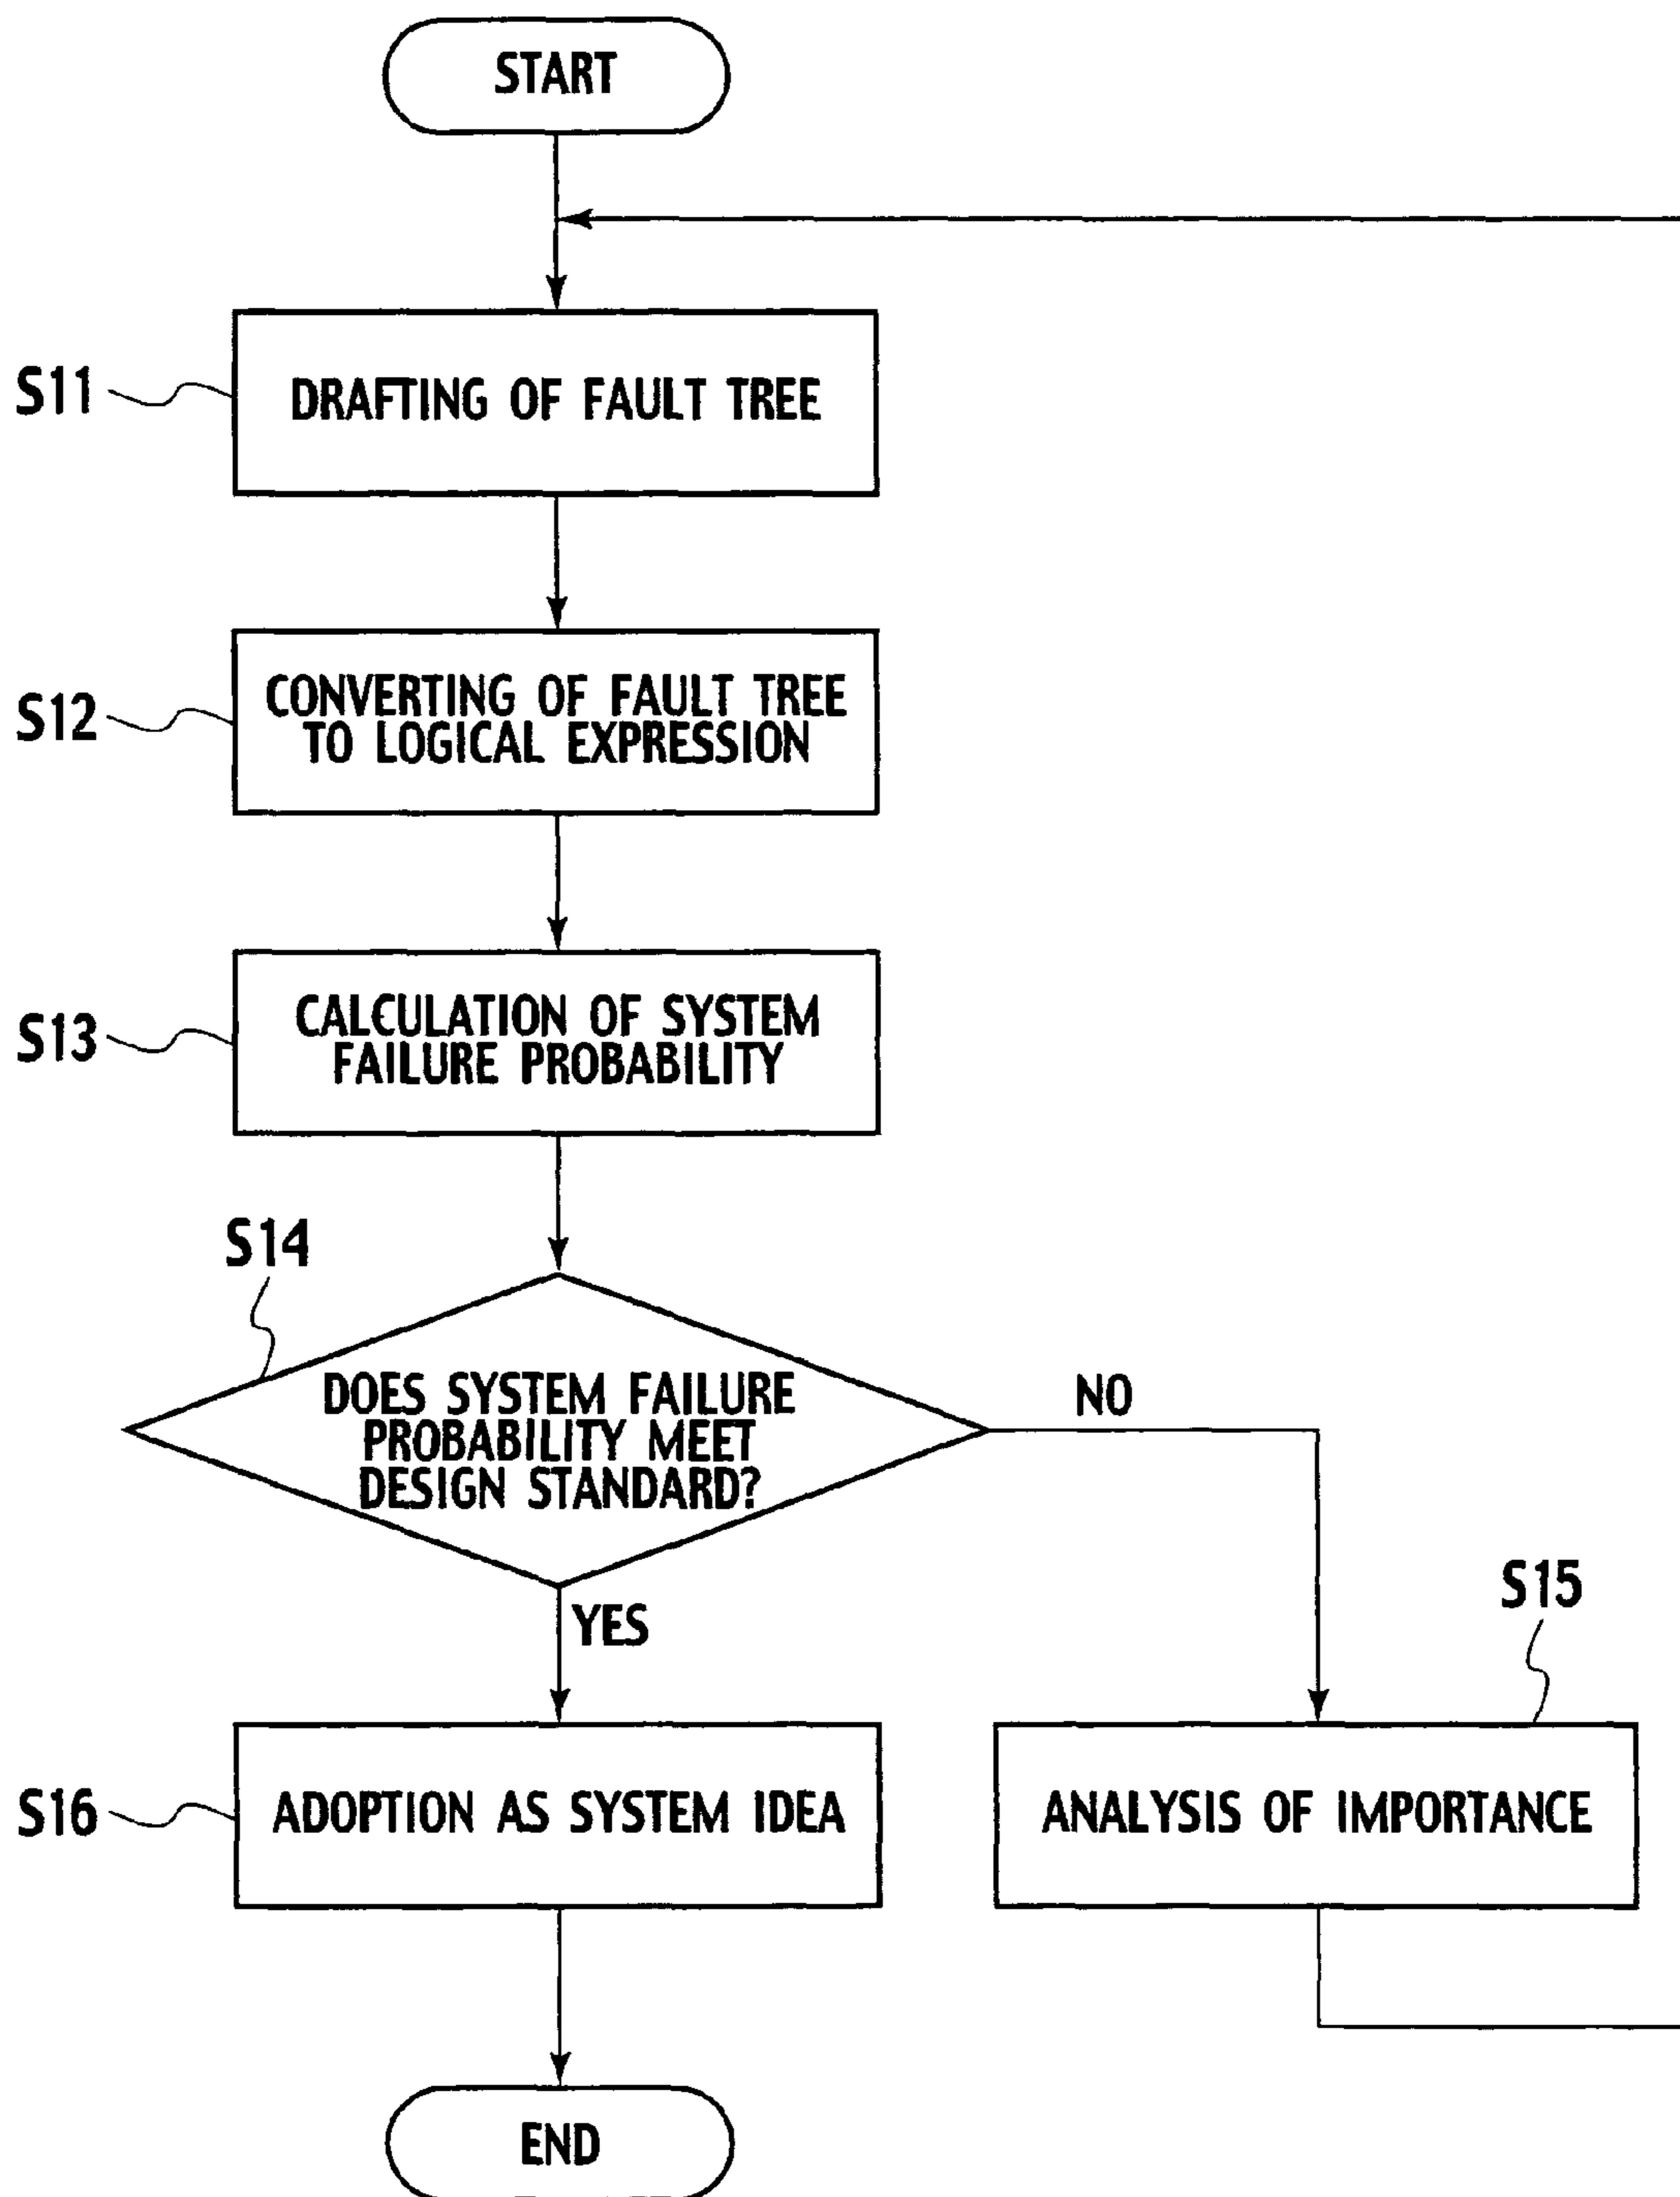 START
S11
DRAFTING OF FAULT TREE
S12
CONVERTING OF FAULT TREE
TO LOGICAL EXPRESSION
S13
CALCULATION OF SYSTEM
FAILURE PROBABILITY
S14
DOES SYSTEM FAILURE
PROBABILITY MEET
DESIGN STANDARD?
NO
YES
S15
S16
ADOPTION AS SYSTEM IDEA
ANALYSIS OF IMPORTANCE
END